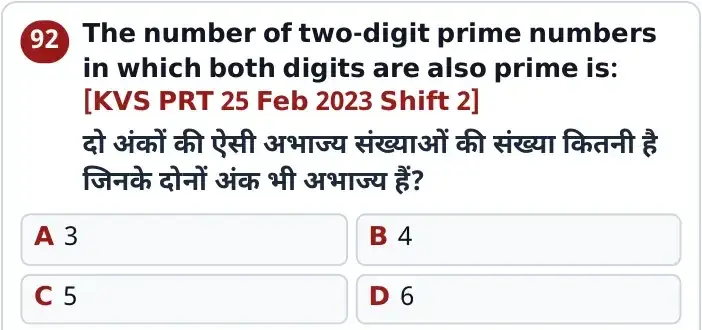 92 The number of two-digit prime numbers
in which both digits are also prime is:
[KVS PRT 25 Feb 2023 Shift 2]
दो अंकों की ऐसी अभाज्य संख्याओं की संख्या कितनी है
जिनके दोनों अंक भी अभाज्य हैं?
A 3 B 4
C 5 D 6